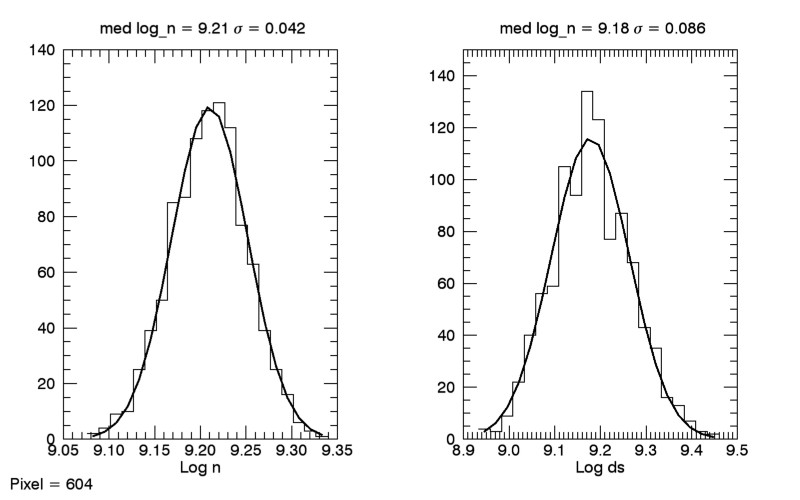 med log_n = 9.21 σ = 0.042
140
120
100
80
60
40
20
0
9.05 9.10 9.15 9.20 9.25 9.30 9.35
Log n
Pixel = 604
med log_n = 9.18 σ = 0.086
140
120
100
80
60
40
20
0
8.9 9.0 9.1 9.2 9.3 9.4 9.5
Log ds